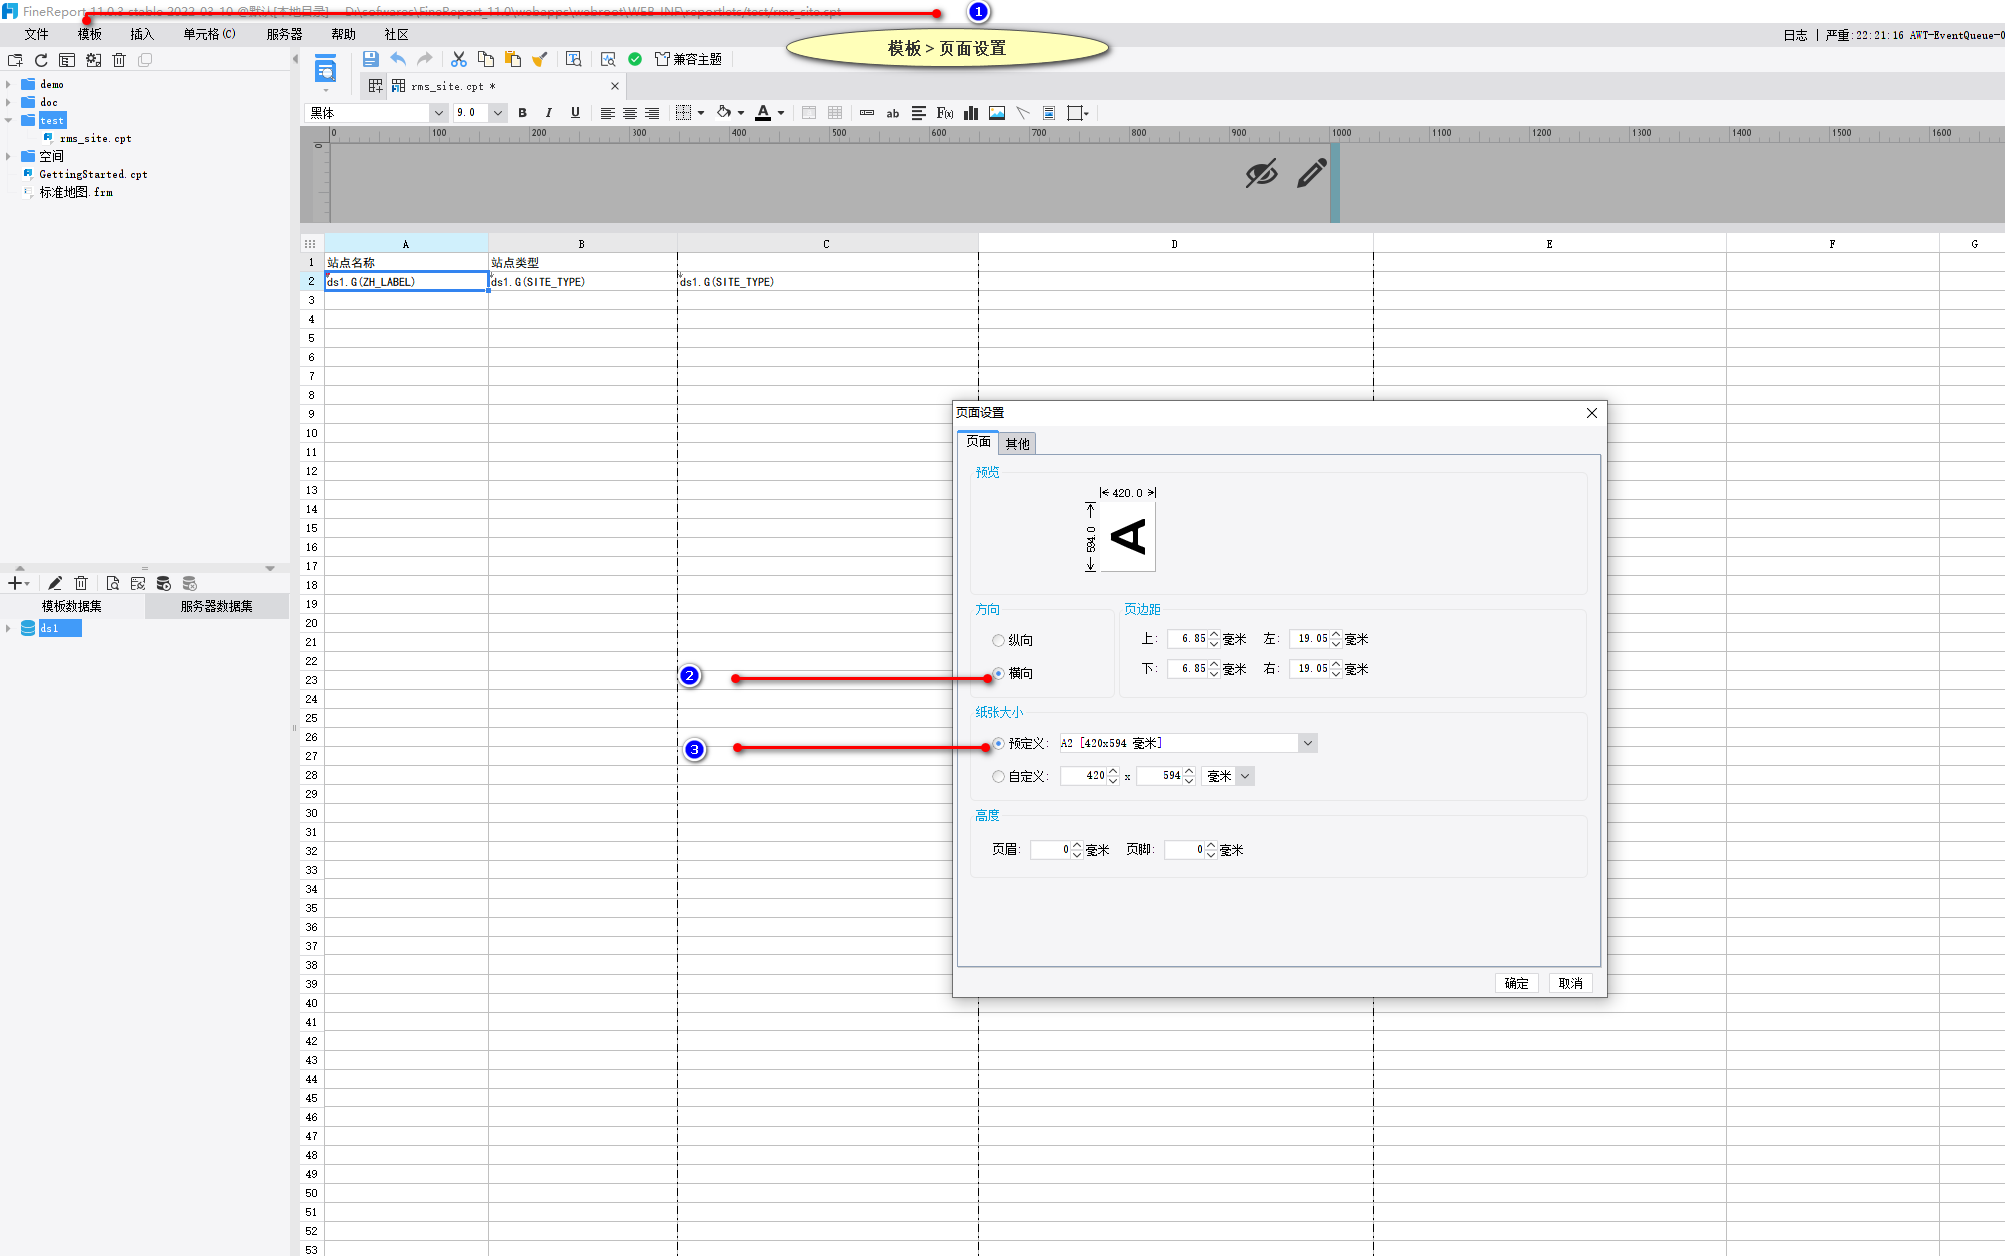 FineReport 11.0.3 stable 2022-03-10 @默认[本地目录] D:\sofwares\FineReport_11.0\webapps\webroot\WEB-INF\reportlets/test/rms_site.cpt
1
文件 模板 插入 单元格(C) 服务器 帮助 社区
日志 | 严重:22:21:16 AWT-EventQueue-0
模板 > 页面设置
兼容主题
rms_site.cpt *
黑体 9.0 B I U A ab F(x)
demo
doc
test
rms_site.cpt
空间
GettingStarted.cpt
标准地图.frm
0 100 200 300 400 500 600 700 800 900 1000 1100 1200 1300 1400 1500 1600
0
A B C D E F G
1 站点名称 站点类型
2 ds1.G(ZH_LABEL) ds1.G(SITE_TYPE) ds1.G(SITE_TYPE)
3
4
5
6
7
8
9
10
11
12
13
14
15
16
17
18
19
20
21
22
23
24
25
26
27
28
29
30
31
32
33
34
35
36
37
38
39
40
41
42
43
44
45
46
47
48
49
50
51
52
53
模板数据集 服务器数据集
ds1
页面设置
页面 其他
预览
420.0
594.0
A
方向
纵向
2
横向
页边距
上: 6.85 毫米 左: 19.05 毫米
下: 6.85 毫米 右: 19.05 毫米
纸张大小
3
预定义: A2 [420x594 毫米]
自定义: 420 x 594 毫米
高度
页眉: 0 毫米 页脚: 0 毫米
确定 取消